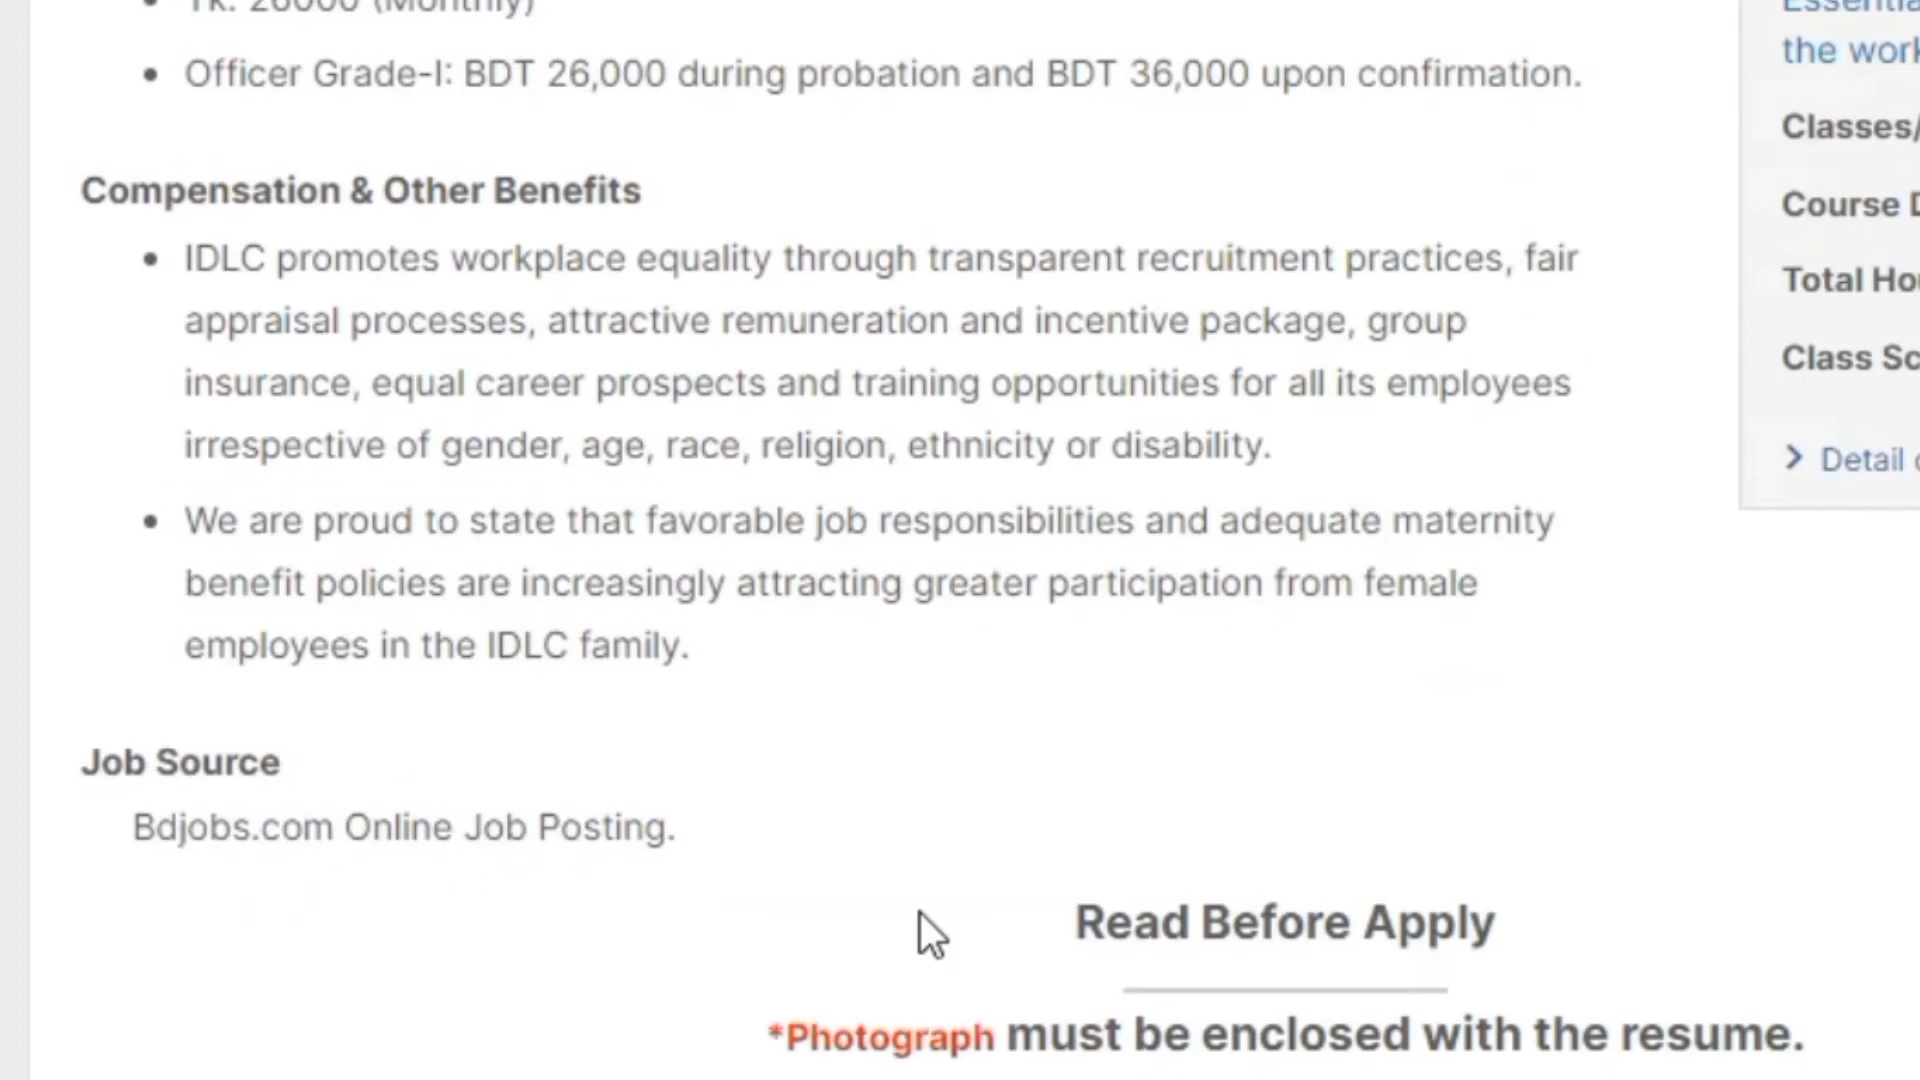 Tk. 26000 (Monthly)
Officer Grade-I: BDT 26,000 during probation and BDT 36,000 upon confirmation.
Compensation & Other Benefits
IDLC promotes workplace equality through transparent recruitment practices, fair
appraisal processes, attractive remuneration and incentive package, group
insurance, equal career prospects and training opportunities for all its employees
irrespective of gender, age, race, religion, ethnicity or disability.
We are proud to state that favorable job responsibilities and adequate maternity
benefit policies are increasingly attracting greater participation from female
employees in the IDLC family.
Job Source
Bdjobs.com Online Job Posting.
Read Before Apply
*Photograph must be enclosed with the resume.
the work
Classes/
Course D
Total Hou
Class Sc
Detail